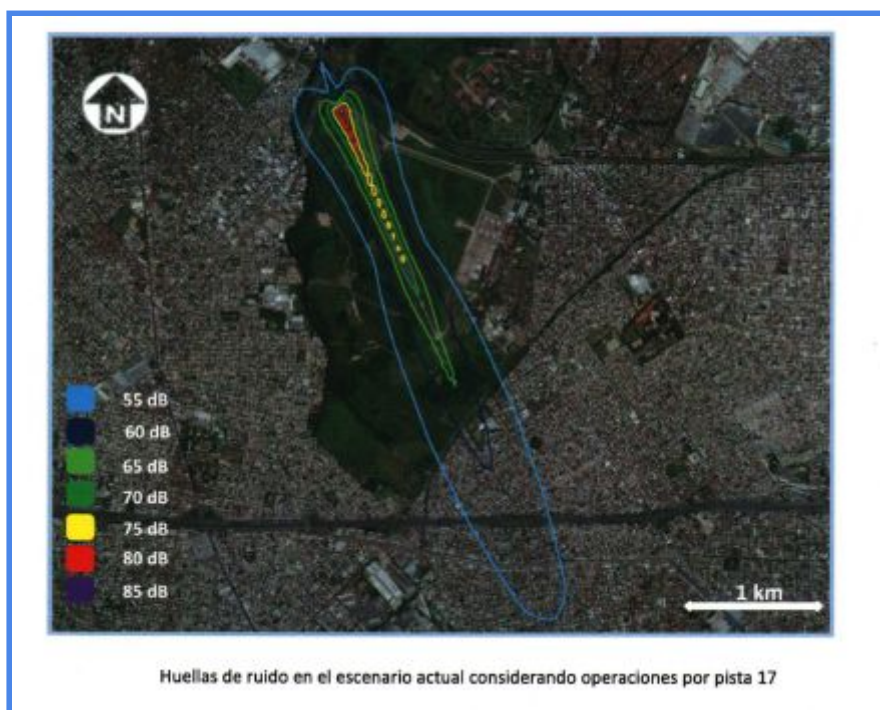 N
55 dB
60 dB
65 dB
70 dB
75 dB
80 dB
85 dB
1 km
Huellas de ruido en el escenario actual considerando operaciones por pista 17